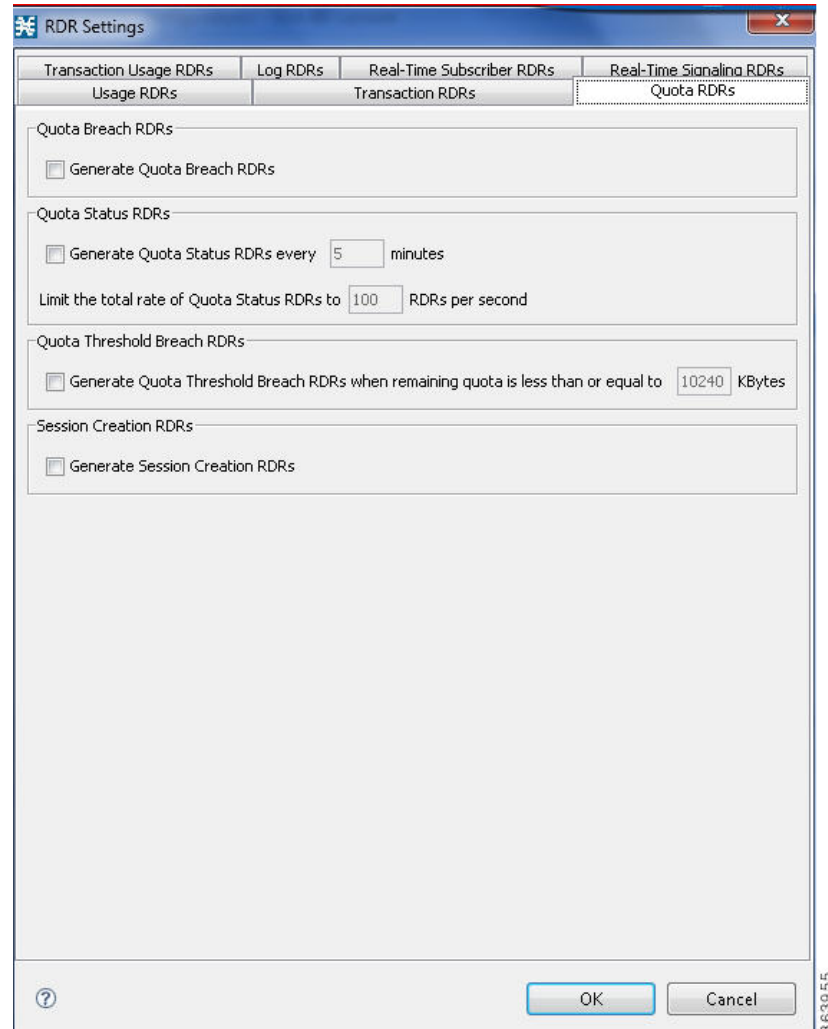 RDR Settings
Transaction Usage RDRs
Log RDRs
Real-Time Subscriber RDRs
Real-Time Signaling RDRs
Usage RDRs
Transaction RDRs
Quota RDRs
Quota Breach RDRs
Generate Quota Breach RDRs
Quota Status RDRs
Generate Quota Status RDRs every 5 minutes
Limit the total rate of Quota Status RDRs to 100 RDRs per second
Quota Threshold Breach RDRs
Generate Quota Threshold Breach RDRs when remaining quota is less than or equal to 10240 KBytes
Session Creation RDRs
Generate Session Creation RDRs
OK
Cancel